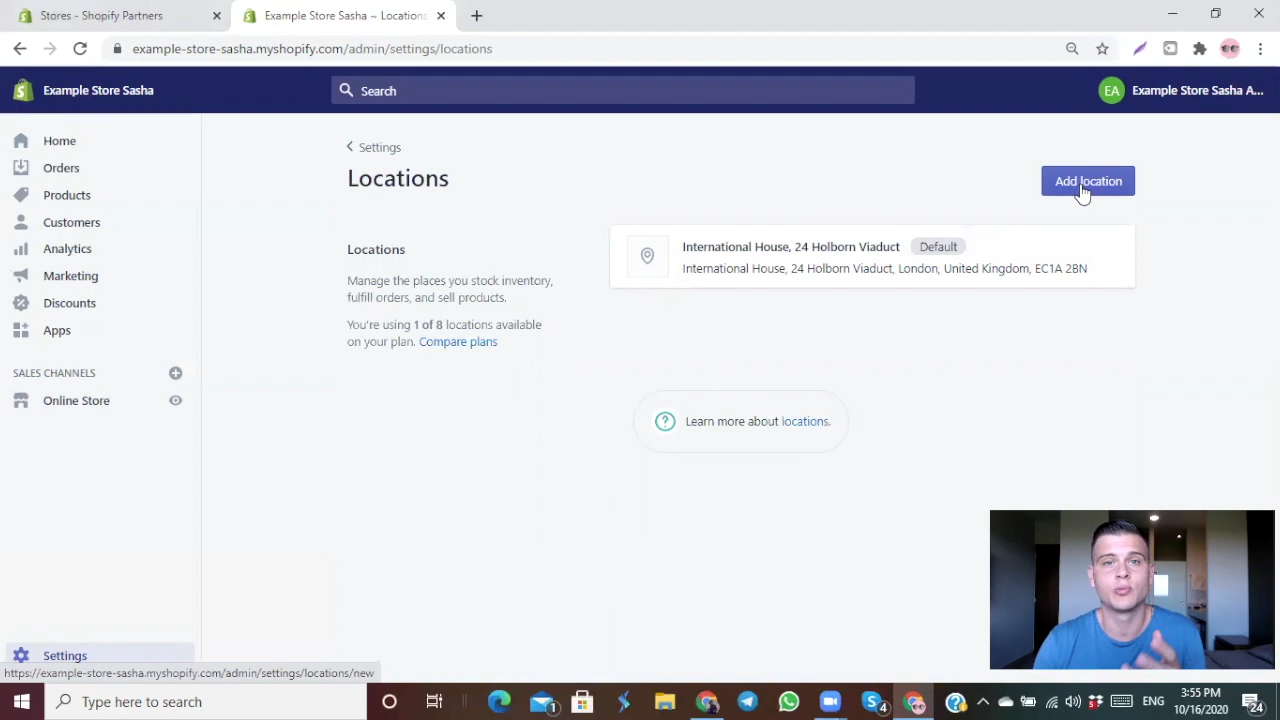 Stores - Shopify Partners
Example Store Sasha ~ Locations
example-store-sasha.myshopify.com/admin/settings/locations
Example Store Sasha
Search
EA
Example Store Sasha A...
Home
Orders
Products
Customers
Analytics
Marketing
Discounts
Apps
SALES CHANNELS
Online Store
Settings
Settings
Locations
Add location
Locations
Manage the places you stock inventory,
fulfill orders, and sell products.
You're using 1 of 8 locations available
on your plan. Compare plans
International House, 24 Holborn Viaduct Default
International House, 24 Holborn Viaduct, London, United Kingdom, EC1A 2BN
Learn more about locations.
https://example-store-sasha.myshopify.com/admin/settings/locations/new
Type here to search
1
4
ENG
3:55 PM
10/16/2020
24